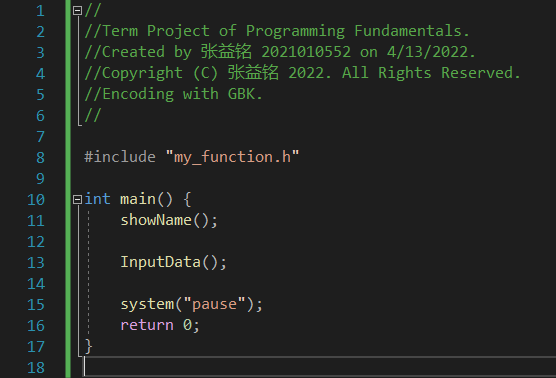 1 //
2 //Term Project of Programming Fundamentals.
3 //Created by 张益铭 2021010552 on 4/13/2022.
4 //Copyright (C) 张益铭 2022. All Rights Reserved.
5 //Encoding with GBK.
6 //
7
8 #include "my_function.h"
9
10 int main() {
11 showName();
12
13 InputData();
14
15 system("pause");
16 return 0;
17 }
18